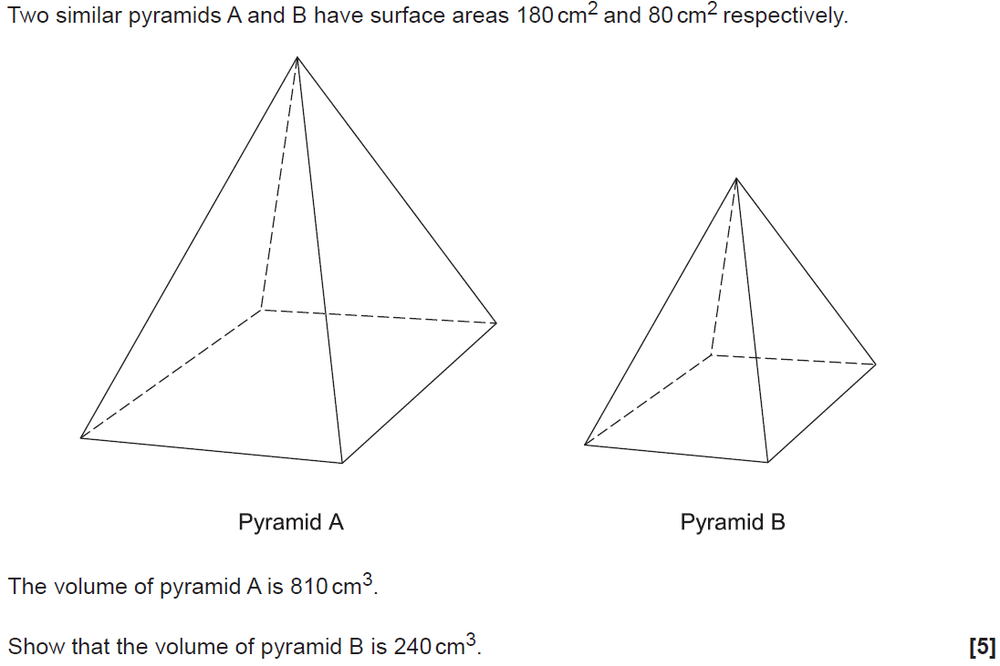 Two similar pyramids A and B have surface areas 180 cm² and 80 cm² respectively.
Pyramid A
Pyramid B
The volume of pyramid A is 810 cm³.
Show that the volume of pyramid B is 240 cm³.
[5]